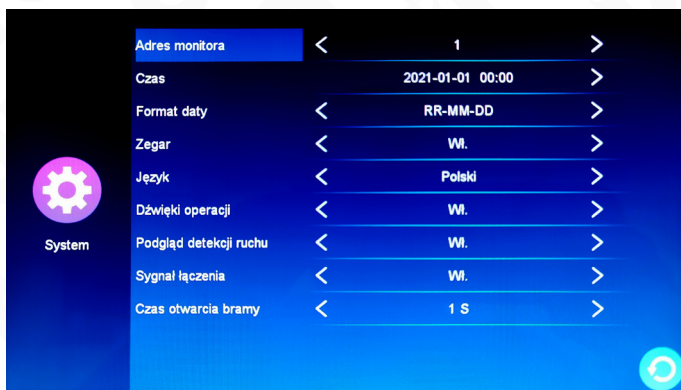 Adres monitora 1
Czas 2021-01-01 00:00
Format daty RR-MM-DD
Zegar Wł.
Język Polski
Dźwięki operacji Wł.
System
Podgląd detekcji ruchu Wł.
Sygnał łączenia Wł.
Czas otwarcia bramy 1 S